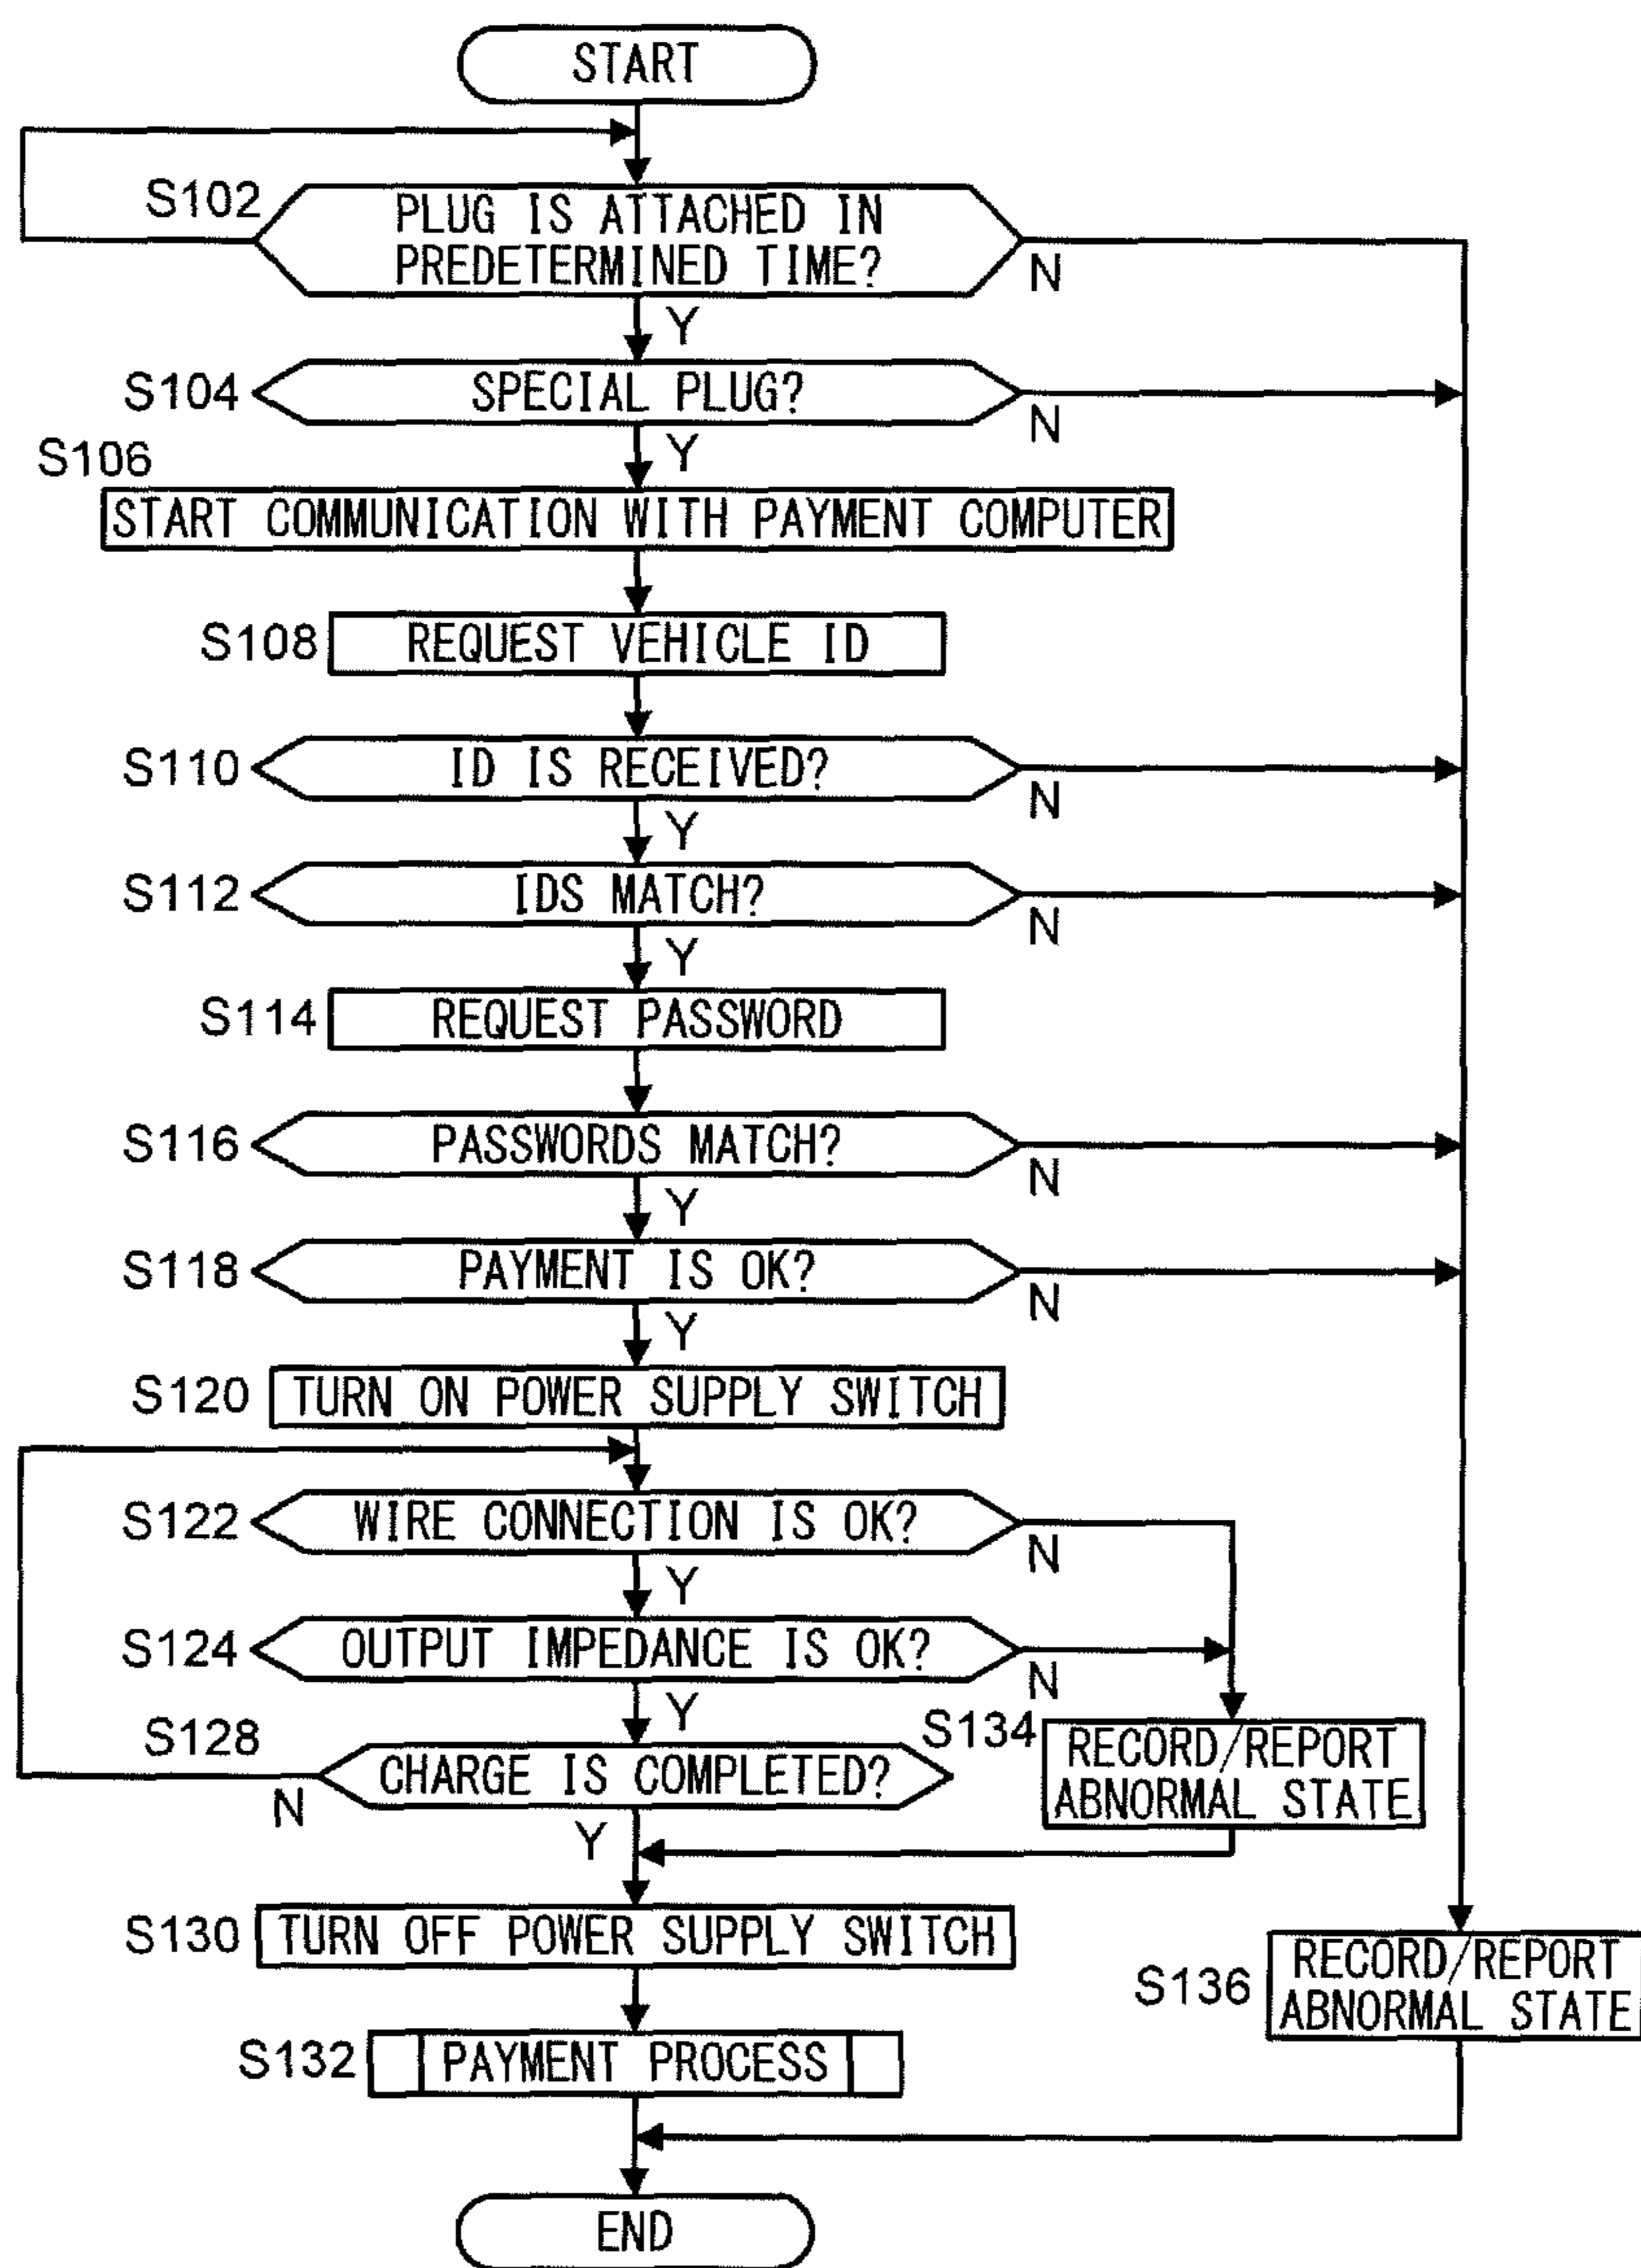 START
S102
PLUG IS ATTACHED IN
PREDETERMINED TIME?
N
Y
S104
SPECIAL PLUG?
N
Y
S106
START COMMUNICATION WITH PAYMENT COMPUTER
S108
REQUEST VEHICLE ID
S110
ID IS RECEIVED?
N
Y
S112
IDS MATCH?
N
Y
S114
REQUEST PASSWORD
S116
PASSWORDS MATCH?
N
Y
S118
PAYMENT IS OK?
N
Y
S120
TURN ON POWER SUPPLY SWITCH
S122
WIRE CONNECTION IS OK?
N
Y
S124
OUTPUT IMPEDANCE IS OK?
N
Y
S128
CHARGE IS COMPLETED?
N
Y
S134
RECORD/REPORT
ABNORMAL STATE
S130
TURN OFF POWER SUPPLY SWITCH
S136
RECORD/REPORT
ABNORMAL STATE
S132
PAYMENT PROCESS
END